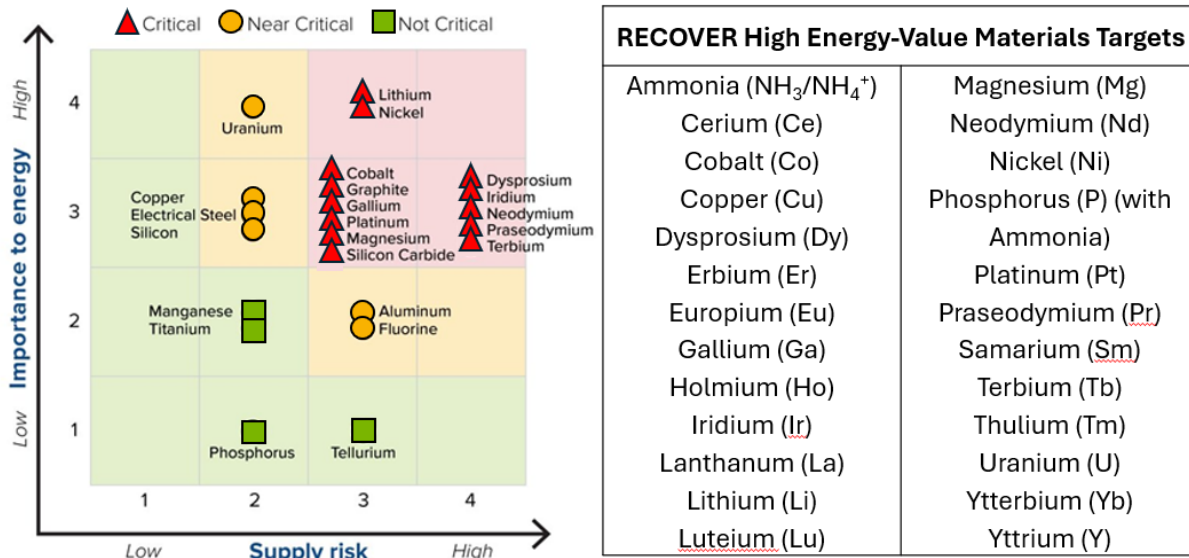 Critical Near Critical Not Critical
High
Importance to energy
Low
4
3
2
1
Lithium
Nickel
Uranium
Copper
Electrical Steel
Silicon
Cobalt
Graphite
Gallium
Platinum
Magnesium
Silicon Carbide
Dysprosium
Iridium
Neodymium
Praseodymium
Terbium
Manganese
Titanium
Aluminum
Fluorine
Phosphorus
Tellurium
1 2 3 4
Low Supply risk High
RECOVER High Energy-Value Materials Targets
Ammonia (NH₃/NH₄⁺)
Cerium (Ce)
Cobalt (Co)
Copper (Cu)
Dysprosium (Dy)
Erbium (Er)
Europium (Eu)
Gallium (Ga)
Holmium (Ho)
Iridium (Ir)
Lanthanum (La)
Lithium (Li)
Luteium (Lu)
Magnesium (Mg)
Neodymium (Nd)
Nickel (Ni)
Phosphorus (P) (with
Ammonia)
Platinum (Pt)
Praseodymium (Pr)
Samarium (Sm)
Terbium (Tb)
Thulium (Tm)
Uranium (U)
Ytterbium (Yb)
Yttrium (Y)